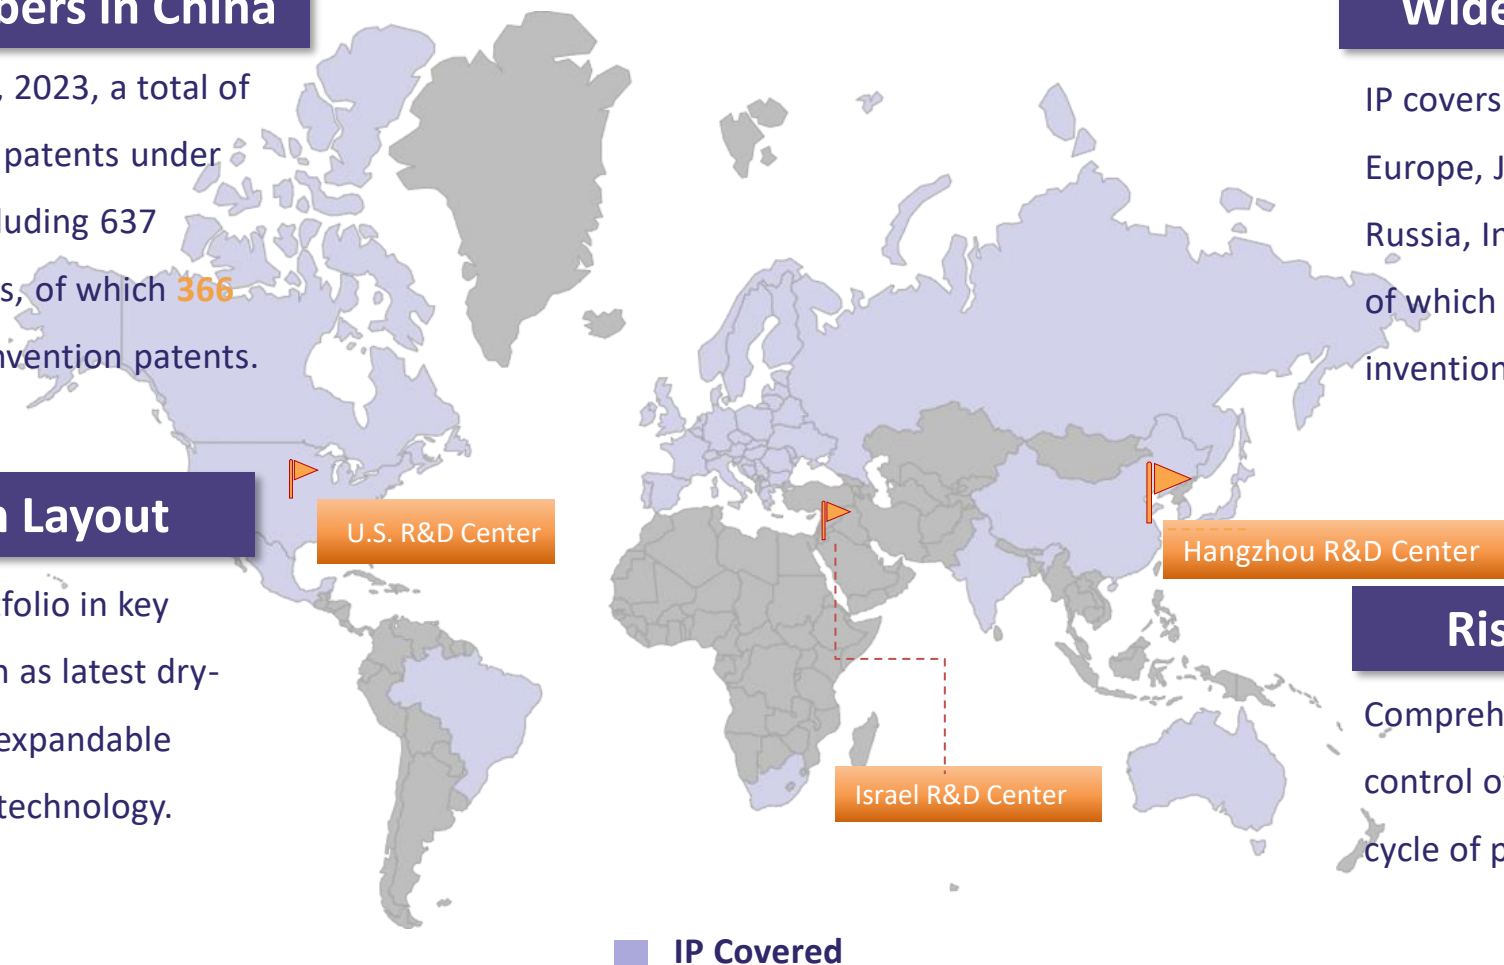 bers in China
, 2023, a total of
patents under
luding 637
s, of which 366
nvention patents.
Layout
tfolio in key
as latest dry-
expandable
technology.
U.S. R&D Center
Israel R&D Center
Hangzhou R&D Center
Wide
IP covers
Europe, J
Russia, In
of which
invention
Ris
Compreh
control o
cycle of p
IP Covered